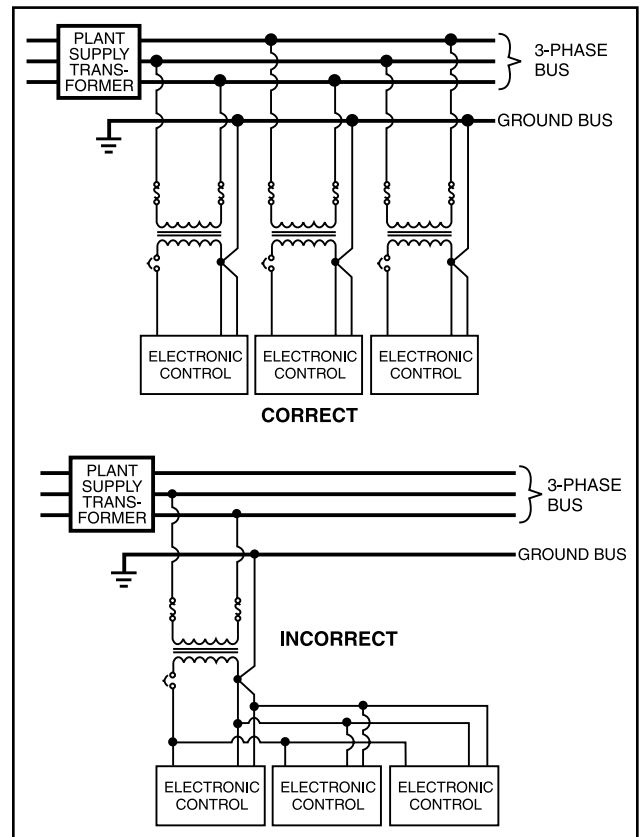 PLANT
SUPPLY
TRANS-
FORMER
3-PHASE
BUS
GROUND BUS
ELECTRONIC
CONTROL
ELECTRONIC
CONTROL
ELECTRONIC
CONTROL
CORRECT
PLANT
SUPPLY
TRANS-
FORMER
3-PHASE
BUS
GROUND BUS
INCORRECT
ELECTRONIC
CONTROL
ELECTRONIC
CONTROL
ELECTRONIC
CONTROL